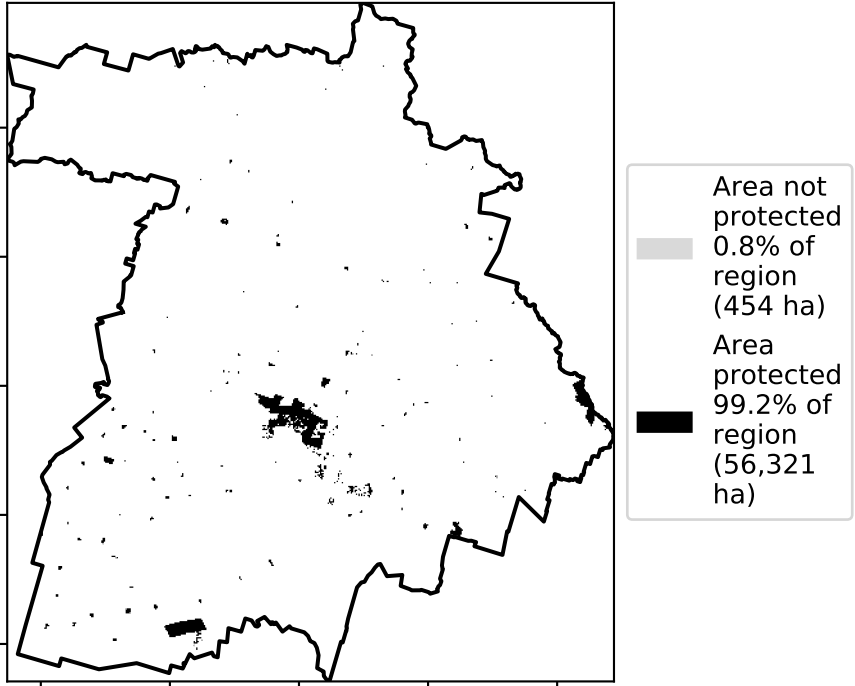 Area not
protected
0.8% of
region
(454 ha)
Area
protected
99.2% of
region
(56,321
ha)